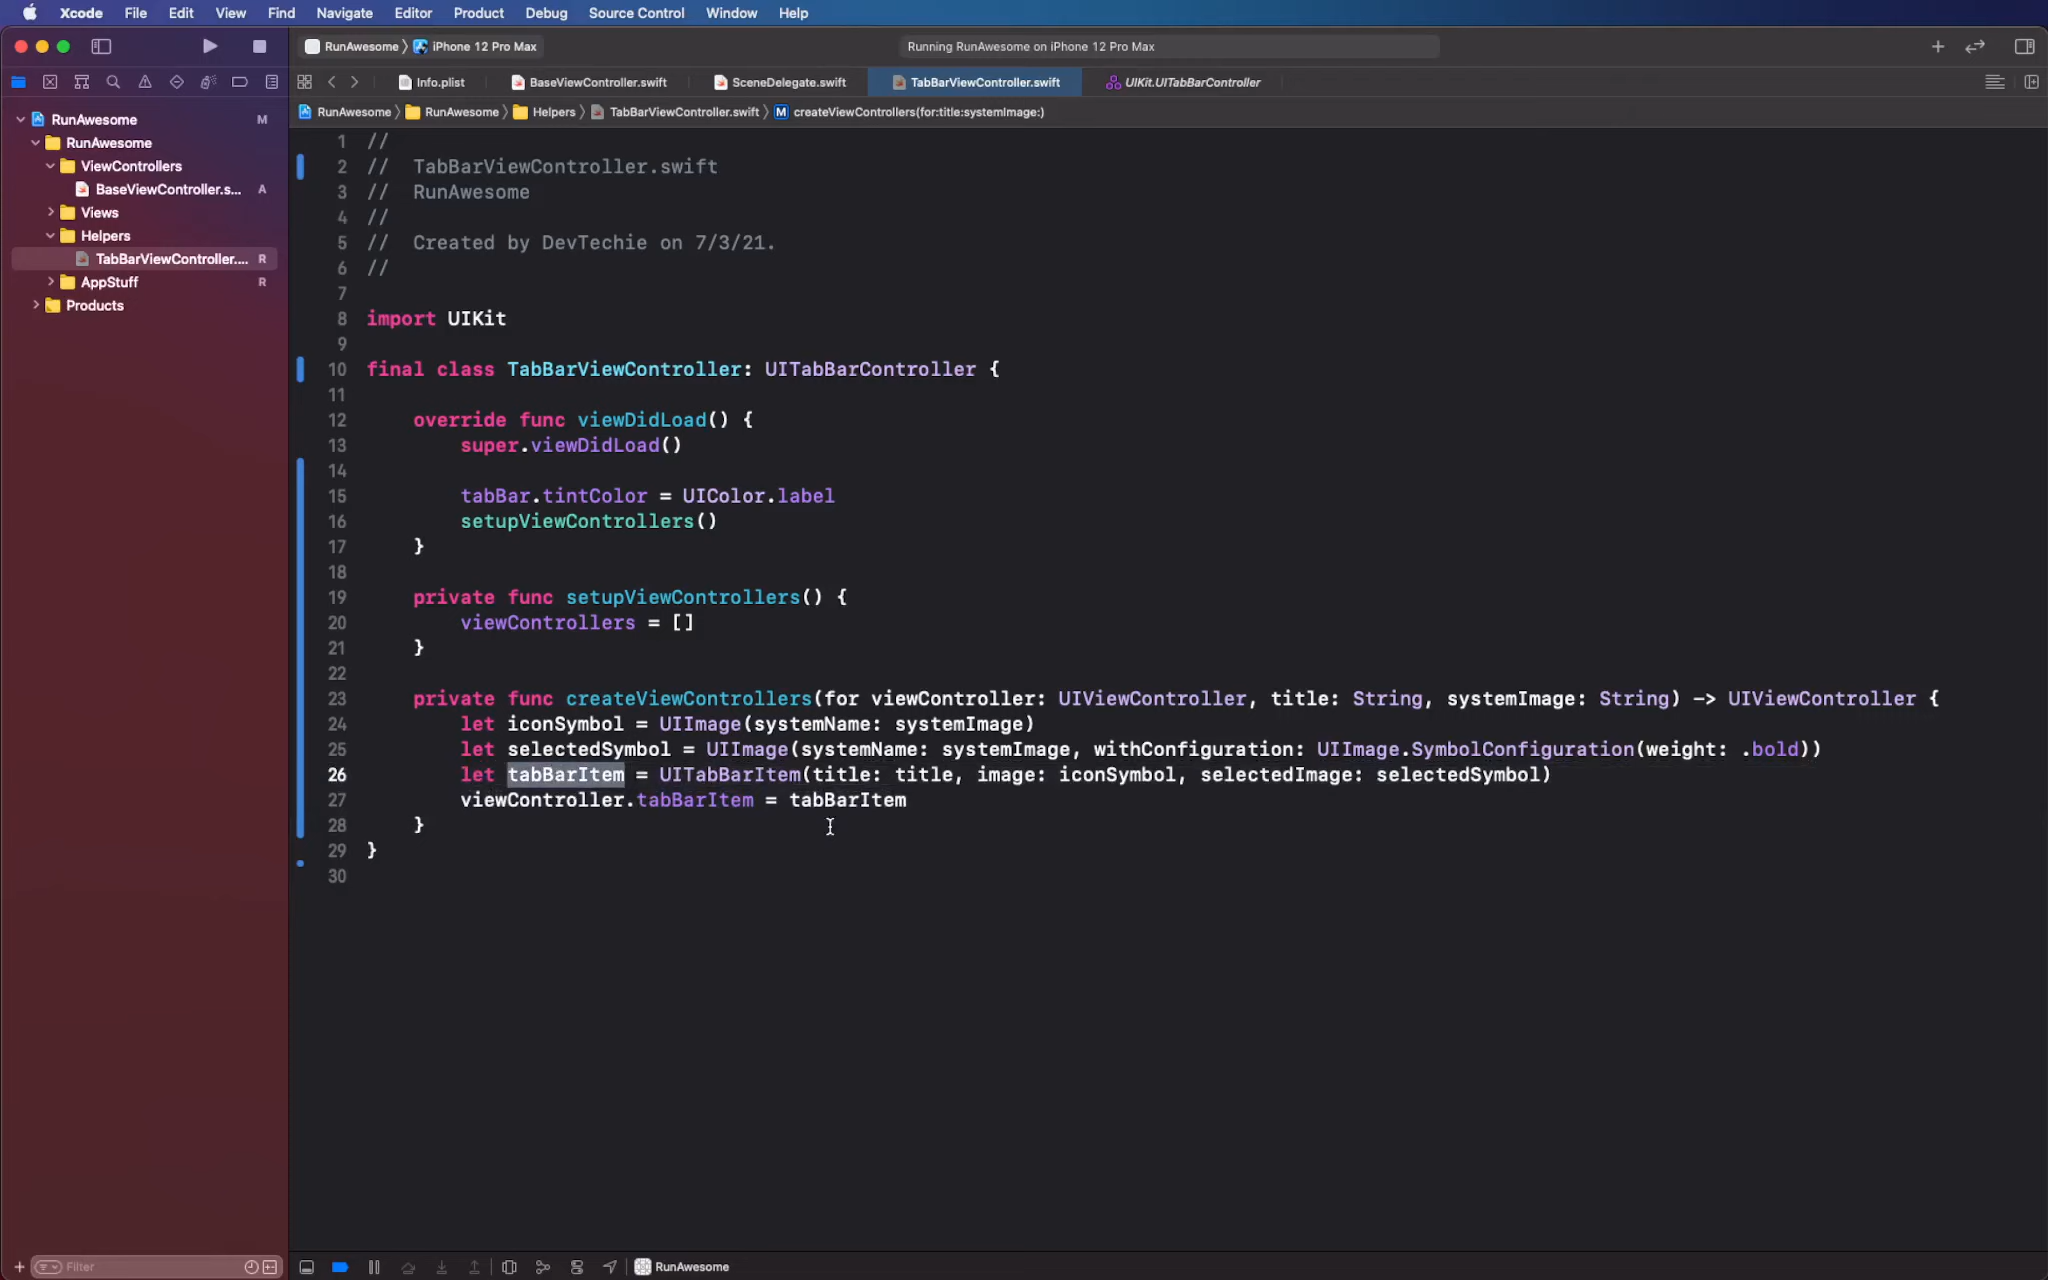 Xcode File Edit View Find Navigate Editor Product Debug Source Control Window Help
RunAwesome iPhone 12 Pro Max Running RunAwesome on iPhone 12 Pro Max
Info.plist BaseViewController.swift SceneDelegate.swift TabBarViewController.swift UIKit.UITabBarController
RunAwesome RunAwesome Helpers TabBarViewController.swift M createViewControllers(for:title:systemImage:)
RunAwesome M
RunAwesome
ViewControllers
BaseViewController.s... A
Views
Helpers
TabBarViewController.... R
AppStuff R
Products
1 //
2 // TabBarViewController.swift
3 // RunAwesome
4 //
5 // Created by DevTechie on 7/3/21.
6 //
7
8 import UIKit
9
10 final class TabBarViewController: UITabBarController {
11
12 override func viewDidLoad() {
13 super.viewDidLoad()
14
15 tabBar.tintColor = UIColor.label
16 setupViewControllers()
17 }
18
19 private func setupViewControllers() {
20 viewControllers = []
21 }
22
23 private func createViewControllers(for viewController: UIViewController, title: String, systemImage: String) -> UIViewController {
24 let iconSymbol = UIImage(systemName: systemImage)
25 let selectedSymbol = UIImage(systemName: systemImage, withConfiguration: UIImage.SymbolConfiguration(weight: .bold))
26 let tabBarItem = UITabBarItem(title: title, image: iconSymbol, selectedImage: selectedSymbol)
27 viewController.tabBarItem = tabBarItem
28 }
29 }
30
Filter
RunAwesome